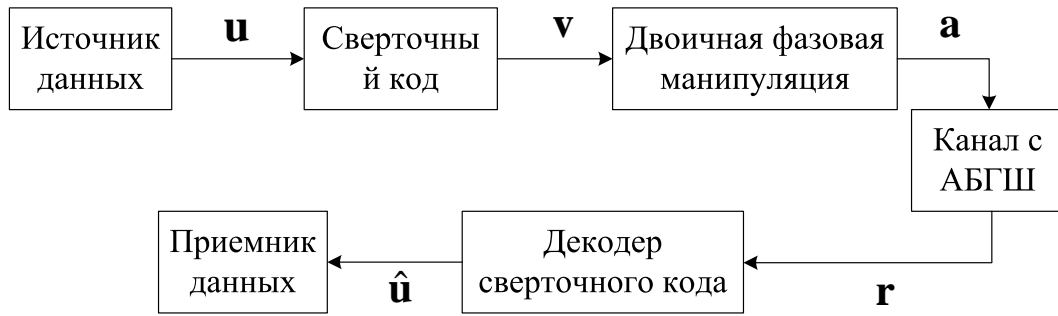 Источник
данных
u
Сверточны
й код
v
Двоичная фазовая
манипуляция
a
Канал с
АБГШ
r
Декодер
сверточного кода
û
Приемник
данных